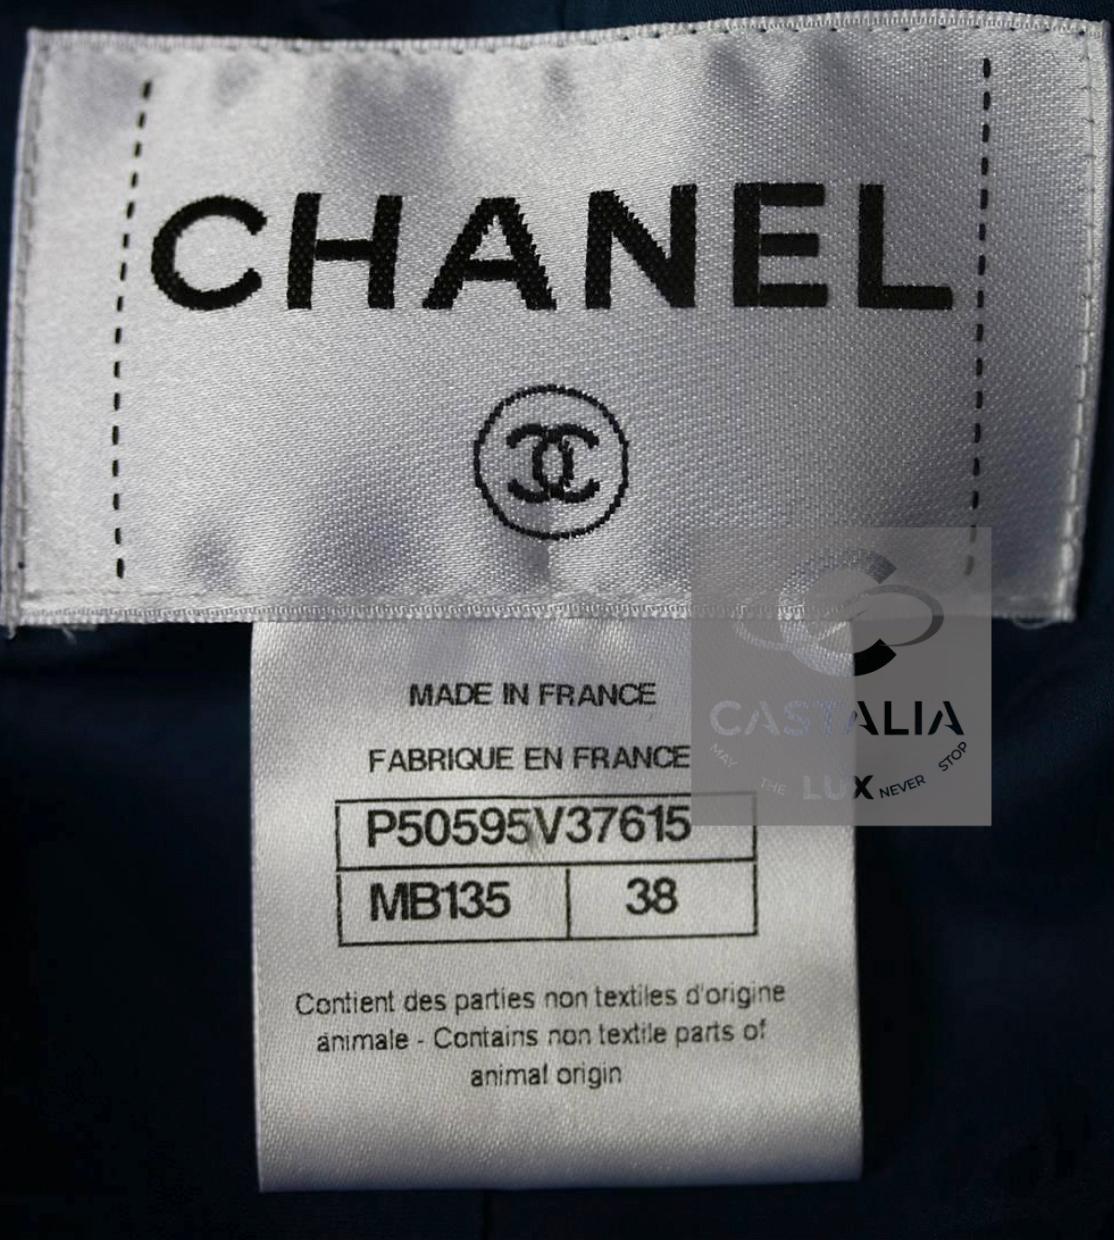 CHANEL
MADE IN FRANCE
FABRIQUE EN FRANCE
P50595V37615
MB135 38
Contient des parties non textiles d'origine
animale - Contains non textile parts of
animal origin
CASTALIA
MAY THE LUX NEVER STOP